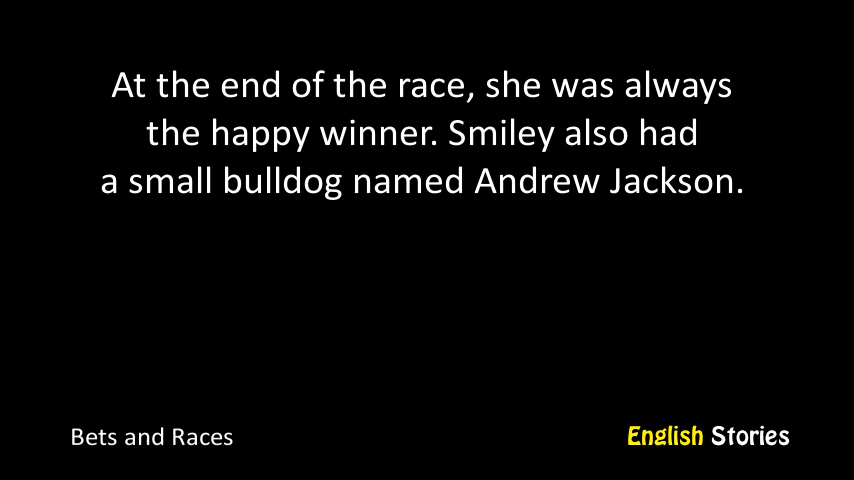 At the end of the race, she was always
the happy winner. Smiley also had
a small bulldog named Andrew Jackson.
Bets and Races
English Stories